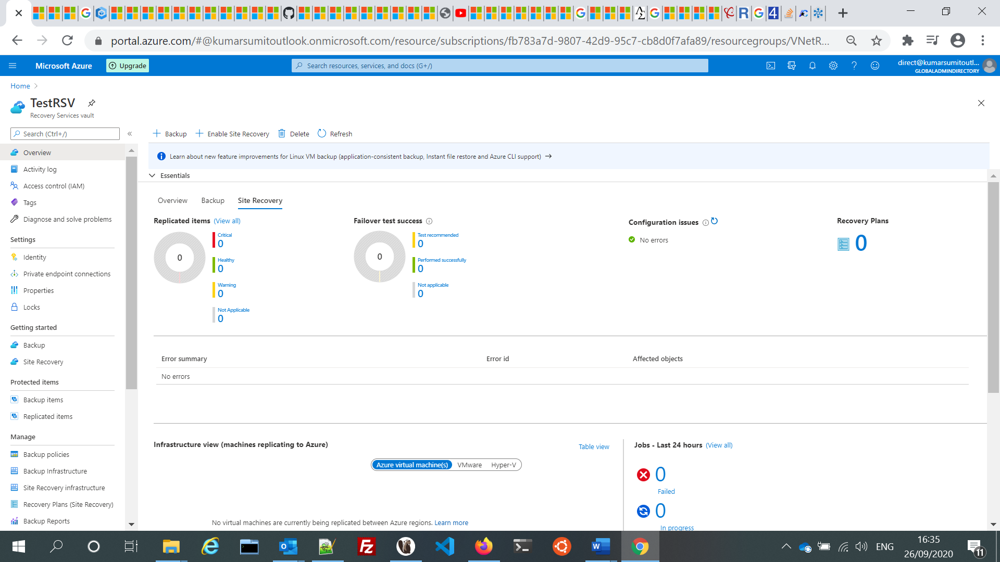 portal.azure.com/#@kumarsumitoutlook.onmicrosoft.com/resource/subscriptions/fb783a7d-9807-42d9-95c7-cb8d0f7afa89/resourcegroups/VNetR...
Microsoft Azure
Upgrade
Search resources, services, and docs (G+/)
direct@kumarsumitoutl...
GLOBALADMINDIRECTORY
Home
TestRSV
Recovery Services vault
Search (Ctrl+/)
Overview
Activity log
Access control (IAM)
Tags
Diagnose and solve problems
Settings
Identity
Private endpoint connections
Properties
Locks
Getting started
Backup
Site Recovery
Protected items
Backup items
Replicated items
Manage
Backup policies
Backup Infrastructure
Site Recovery infrastructure
Recovery Plans (Site Recovery)
Backup Reports
Backup
Enable Site Recovery
Delete
Refresh
Learn about new feature improvements for Linux VM backup (application-consistent backup, Instant file restore and Azure CLI support) →
Essentials
Overview
Backup
Site Recovery
Replicated items (View all)
0
Critical
0
Healthy
0
Warning
0
Not Applicable
0
Failover test success
0
Test recommended
0
Performed successfully
0
Not applicable
0
Configuration issues
No errors
Recovery Plans
0
Error summary
Error id
Affected objects
No errors
Infrastructure view (machines replicating to Azure)
Table view
Azure virtual machine(s)
VMware
Hyper-V
No virtual machines are currently being replicated between Azure regions. Learn more
Jobs - Last 24 hours (View all)
0
Failed
0
In progress
ENG
16:35
26/09/2020
11